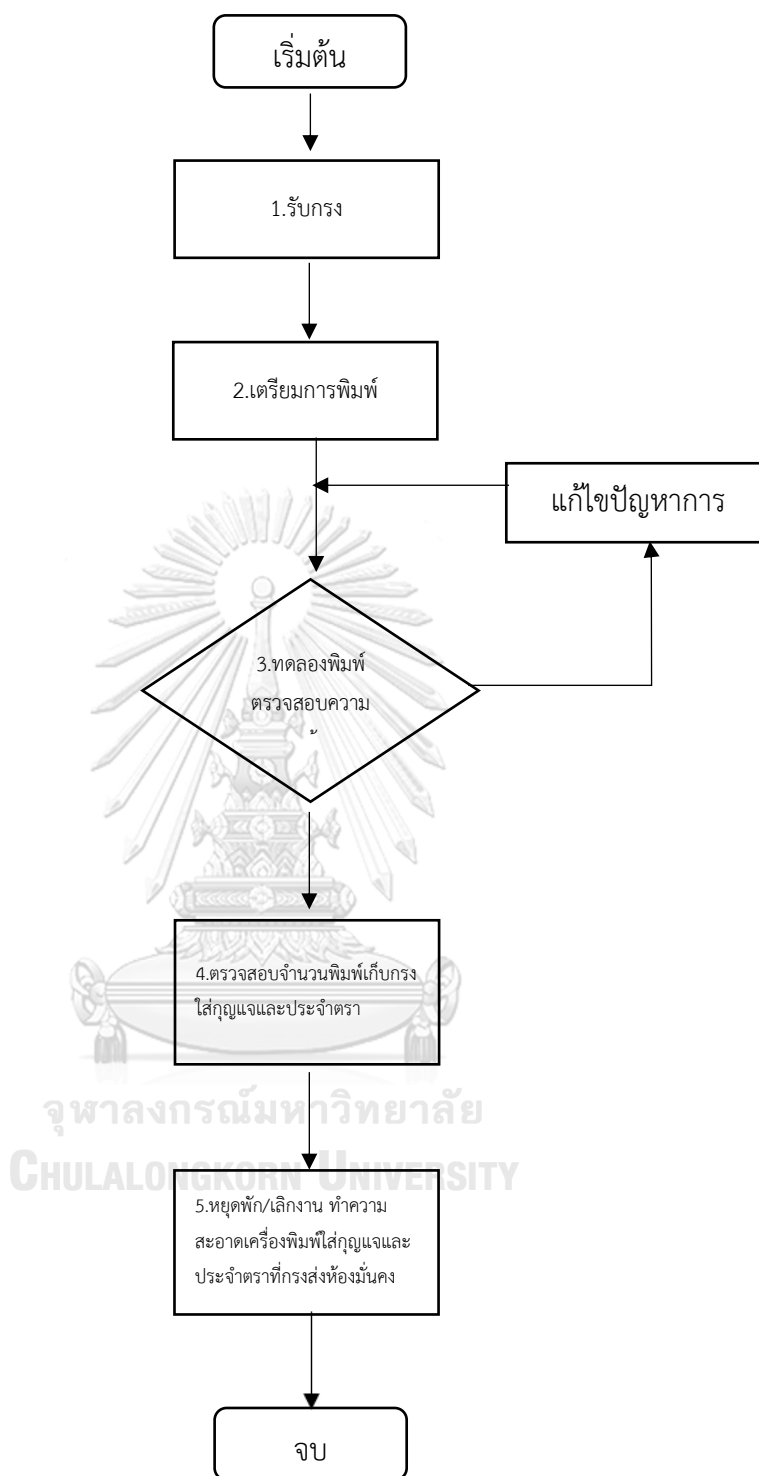 เริ่มต้น
1.รับกรง
2.เตรียมการพิมพ์
แก้ไขปัญหาการ
3.ทดลองพิมพ์
ตรวจสอบความ
4.ตรวจสอบจำนวนพิมพ์เก็บกรง
ใส่กุญแจและประจำตรา
จุฬาลงกรณ์มหาวิทยาลัย
CHULALONGKORN UNIVERSITY
5.หยุดพัก/เลิกงาน ทำความ
สะอาดเครื่องพิมพ์ใส่กุญแจและ
ประจำตราที่กรงส่งห้องมั่นคง
จบ